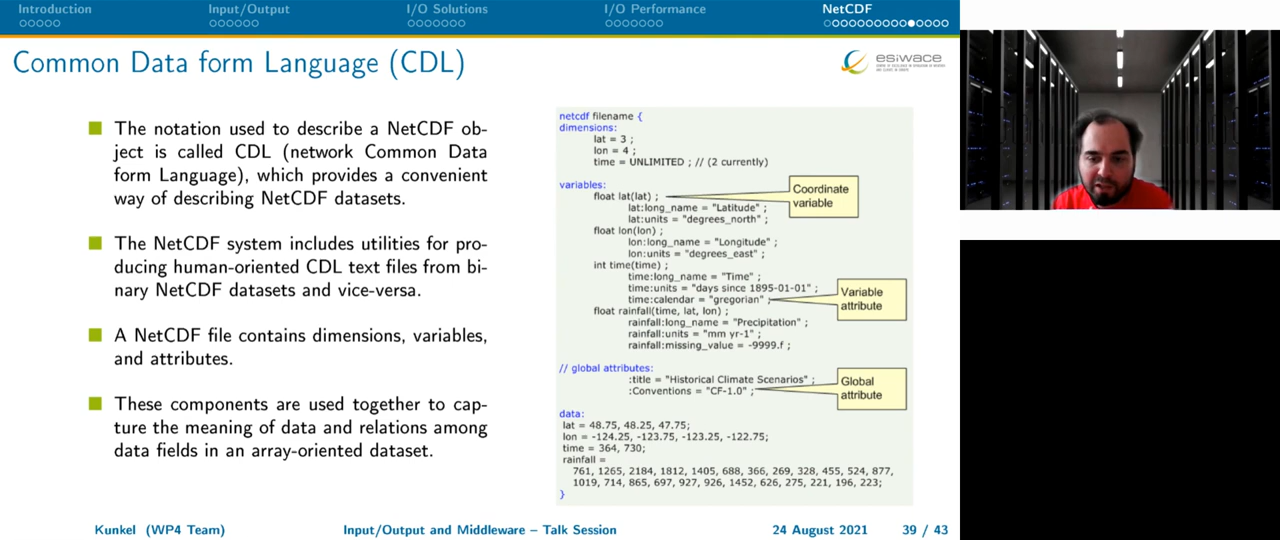 Introduction
Input/Output
I/O Solutions
I/O Performance
NetCDF
Common Data form Language (CDL)
esiwace
The notation used to describe a NetCDF ob-
ject is called CDL (network Common Data
form Language), which provides a convenient
way of describing NetCDF datasets.
The NetCDF system includes utilities for pro-
ducing human-oriented CDL text files from bi-
nary NetCDF datasets and vice-versa.
A NetCDF file contains dimensions, variables,
and attributes.
These components are used together to cap-
ture the meaning of data and relations among
data fields in an array-oriented dataset.
netcdf filename {
dimensions:
lat = 3 ;
lon = 4 ;
time = UNLIMITED ; // (2 currently)
variables:
float lat(lat) ;
lat:long_name = "Latitude" ;
lat:units = "degrees_north" ;
float lon(lon) ;
lon:long_name = "Longitude" ;
lon:units = "degrees_east" ;
int time(time) ;
time:long_name = "Time" ;
time:units = "days since 1895-01-01" ;
time:calendar = "gregorian" ;
float rainfall(time, lat, lon) ;
rainfall:long_name = "Precipitation" ;
rainfall:units = "mm yr-1" ;
rainfall:missing_value = -9999.f ;
// global attributes:
:title = "Historical Climate Scenarios" ;
:Conventions = "CF-1.0" ;
data:
lat = 48.75, 48.25, 47.75;
lon = -124.25, -123.75, -123.25, -122.75;
time = 364, 730;
rainfall =
761, 1265, 2184, 1812, 1405, 688, 366, 269, 328, 455, 524, 877,
1019, 714, 865, 697, 927, 926, 1452, 626, 275, 221, 196, 223;
}
Coordinate
variable
Variable
attribute
Global
attribute
Kunkel (WP4 Team)
Input/Output and Middleware – Talk Session
24 August 2021
39 / 43